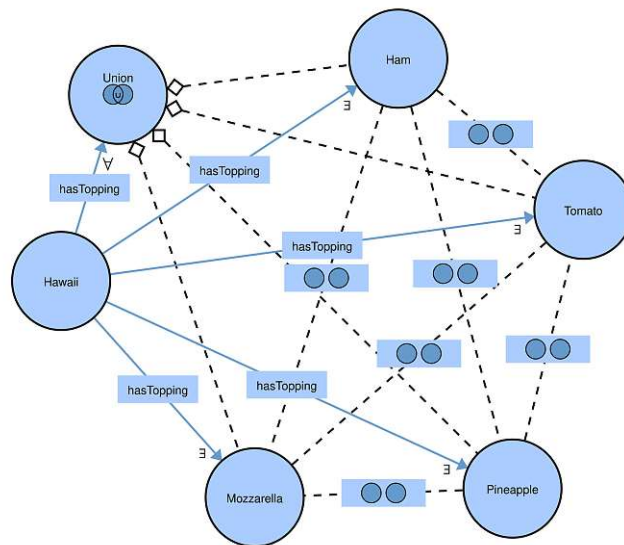 Ham
Union
U
∃
∀
hasTopping
hasTopping
Tomato
hasTopping
∃
Hawaii
hasTopping
hasTopping
∃
∃
Mozzarella
Pineapple